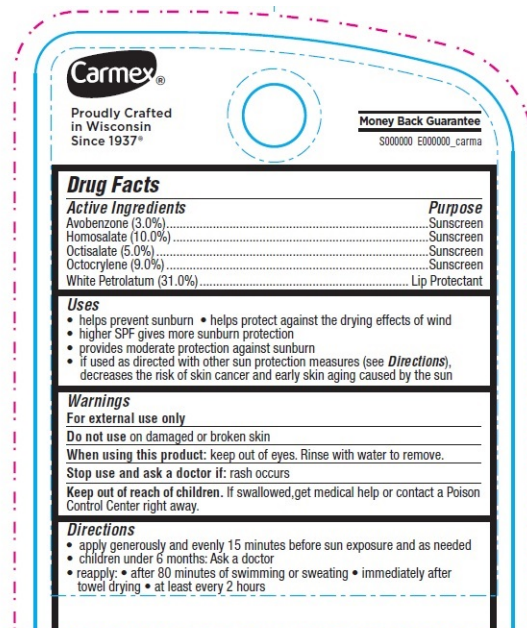 Carmex®
Proudly Crafted
in Wisconsin
Since 1937®
Money Back Guarantee
S000000 E000000_carma
Drug Facts
Active Ingredients Purpose
Avobenzone (3.0%)....................Sunscreen
Homosalate (10.0%)....................Sunscreen
Octisalate (5.0%)....................Sunscreen
Octocrylene (9.0%)....................Sunscreen
White Petrolatum (31.0%)....................Lip Protectant
Uses
• helps prevent sunburn • helps protect against the drying effects of wind
• higher SPF gives more sunburn protection
• provides moderate protection against sunburn
• if used as directed with other sun protection measures (see Directions),
decreases the risk of skin cancer and early skin aging caused by the sun
Warnings
For external use only
Do not use on damaged or broken skin
When using this product: keep out of eyes. Rinse with water to remove.
Stop use and ask a doctor if: rash occurs
Keep out of reach of children. If swallowed,get medical help or contact a Poison
Control Center right away.
Directions
• apply generously and evenly 15 minutes before sun exposure and as needed
• children under 6 months: Ask a doctor
• reapply: • after 80 minutes of swimming or sweating • immediately after
towel drying • at least every 2 hours